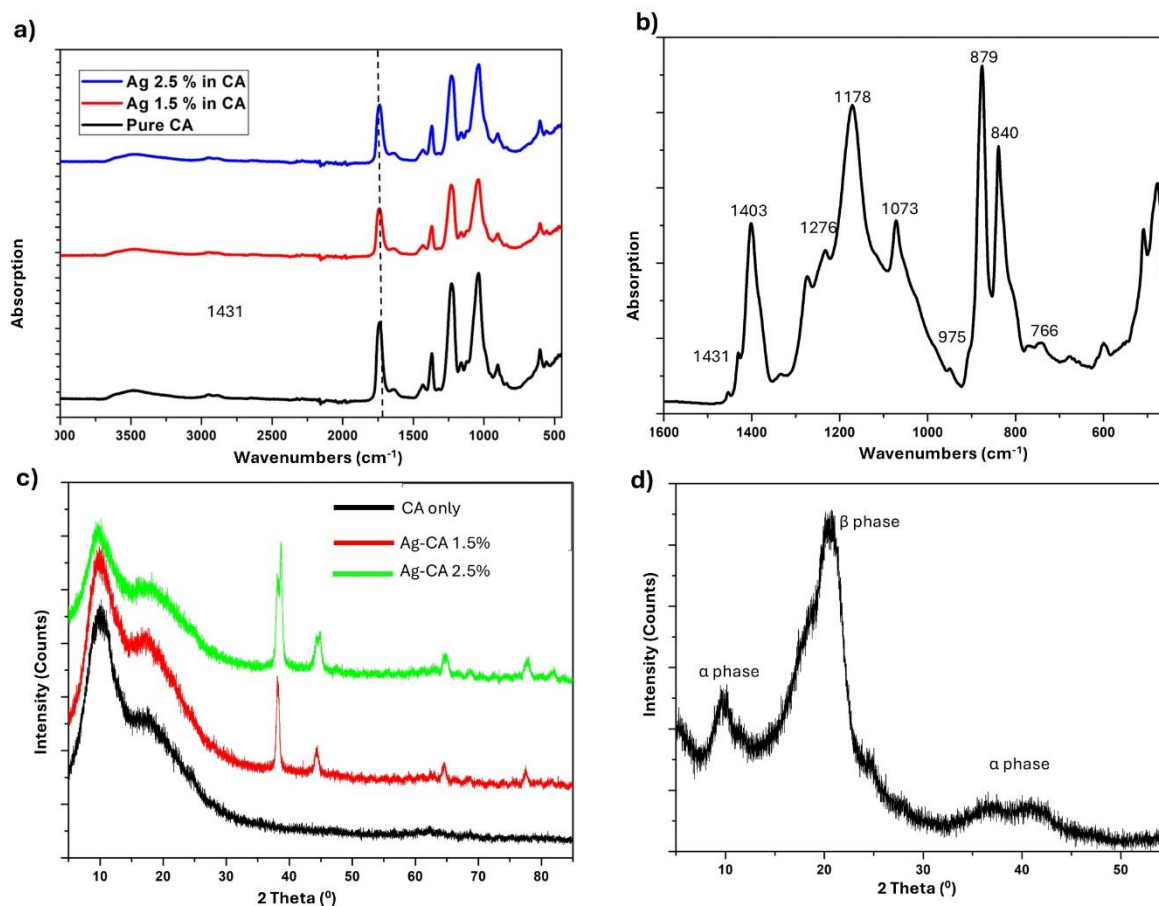 a)
Ag 2.5 % in CA
Ag 1.5 % in CA
Pure CA
1431
Absorption
000 3500 3000 2500 2000 1500 1000 500
Wavenumbers (cm⁻¹)
b)
879
1178
840
1403
1276
1073
1431
975
766
Absorption
1600 1400 1200 1000 800 600
Wavenumbers (cm⁻¹)
c)
CA only
Ag-CA 1.5%
Ag-CA 2.5%
Intensity (Counts)
10 20 30 40 50 60 70 80
2 Theta (⁰)
d)
β phase
α phase
α phase
Intensity (Counts)
10 20 30 40 50
2 Theta (⁰)